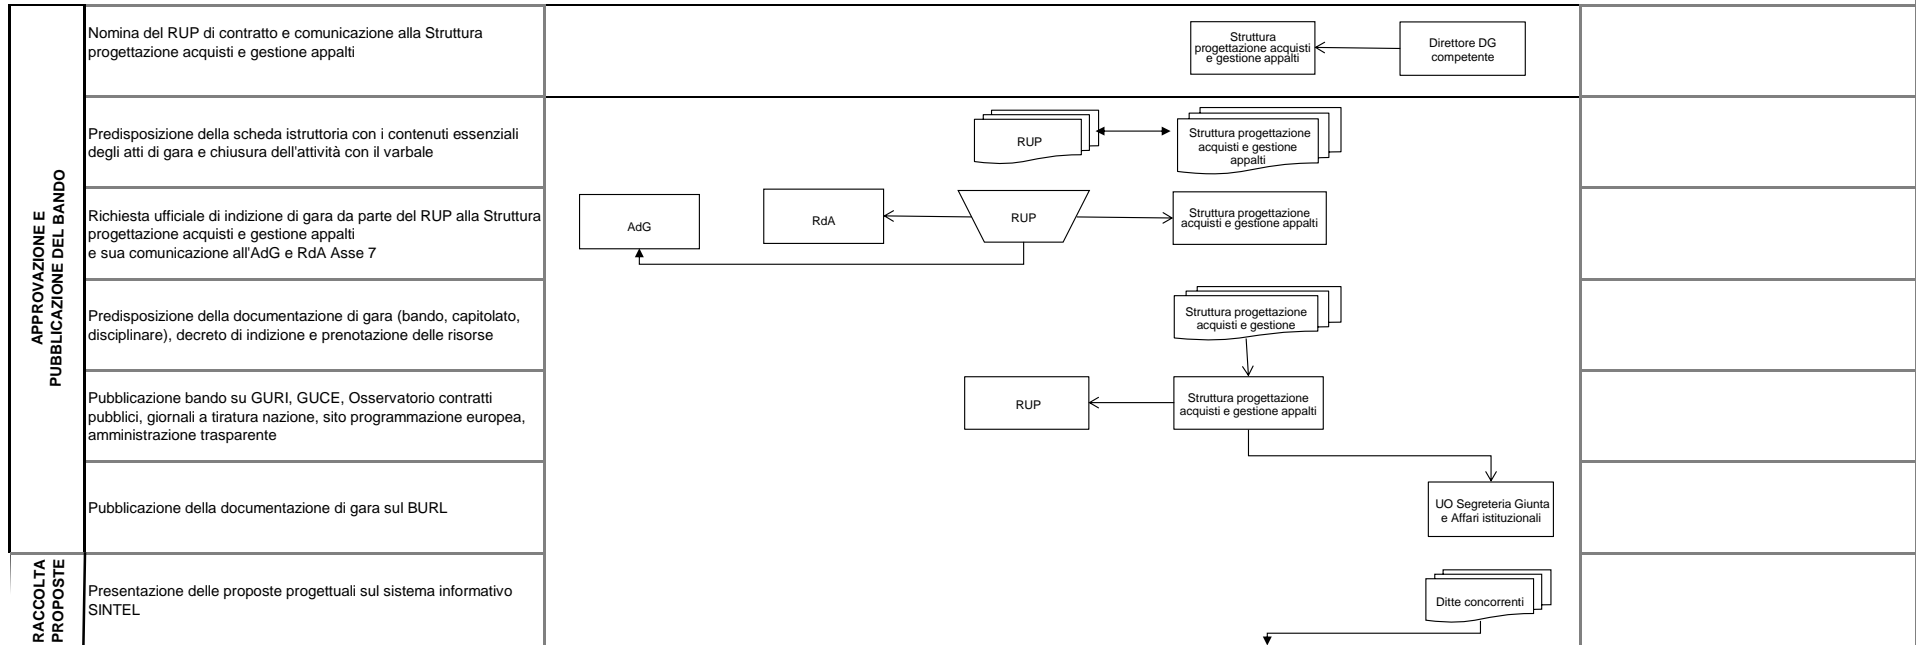 APPROVAZIONE E
PUBBLICAZIONE DEL BANDO
Nomina del RUP di contratto e comunicazione alla Struttura
progettazione acquisti e gestione appalti
Struttura
progettazione acquisti
e gestione appalti
Direttore DG
competente
Predisposizione della scheda istruttoria con i contenuti essenziali
degli atti di gara e chiusura dell'attività con il varbale
RUP
Struttura progettazione
acquisti e gestione
appalti
Richiesta ufficiale di indizione di gara da parte del RUP alla Struttura
progettazione acquisti e gestione appalti
e sua comunicazione all'AdG e RdA Asse 7
AdG
RdA
RUP
Struttura progettazione
acquisti e gestione appalti
Predisposizione della documentazione di gara (bando, capitolato,
disciplinare), decreto di indizione e prenotazione delle risorse
Struttura progettazione
acquisti e gestione
Pubblicazione bando su GURI, GUCE, Osservatorio contratti
pubblici, giornali a tiratura nazione, sito programmazione europea,
amministrazione trasparente
RUP
Struttura progettazione
acquisti e gestione appalti
Pubblicazione della documentazione di gara sul BURL
UO Segreteria Giunta
e Affari istituzionali
RACCOLTA
PROPOSTE
Presentazione delle proposte progettuali sul sistema informativo
SINTEL
Ditte concorrenti